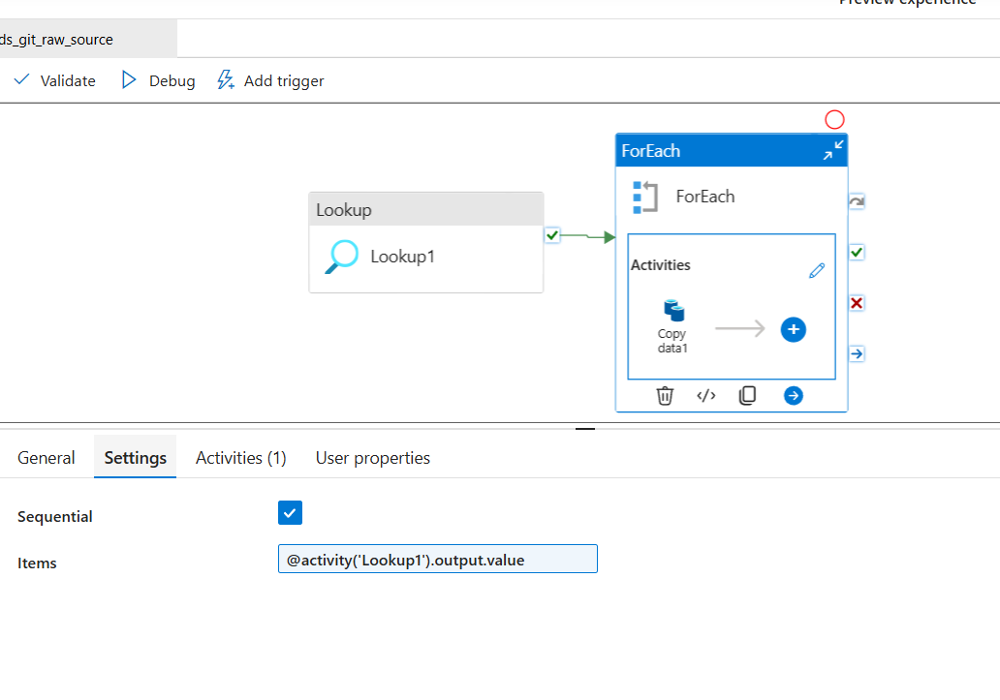 Preview experience
ds_git_raw_source
Validate
Debug
Add trigger
ForEach
ForEach
Lookup
Lookup1
Activities
Copy
data1
General
Settings
Activities (1)
User properties
Sequential
Items
@activity('Lookup1').output.value